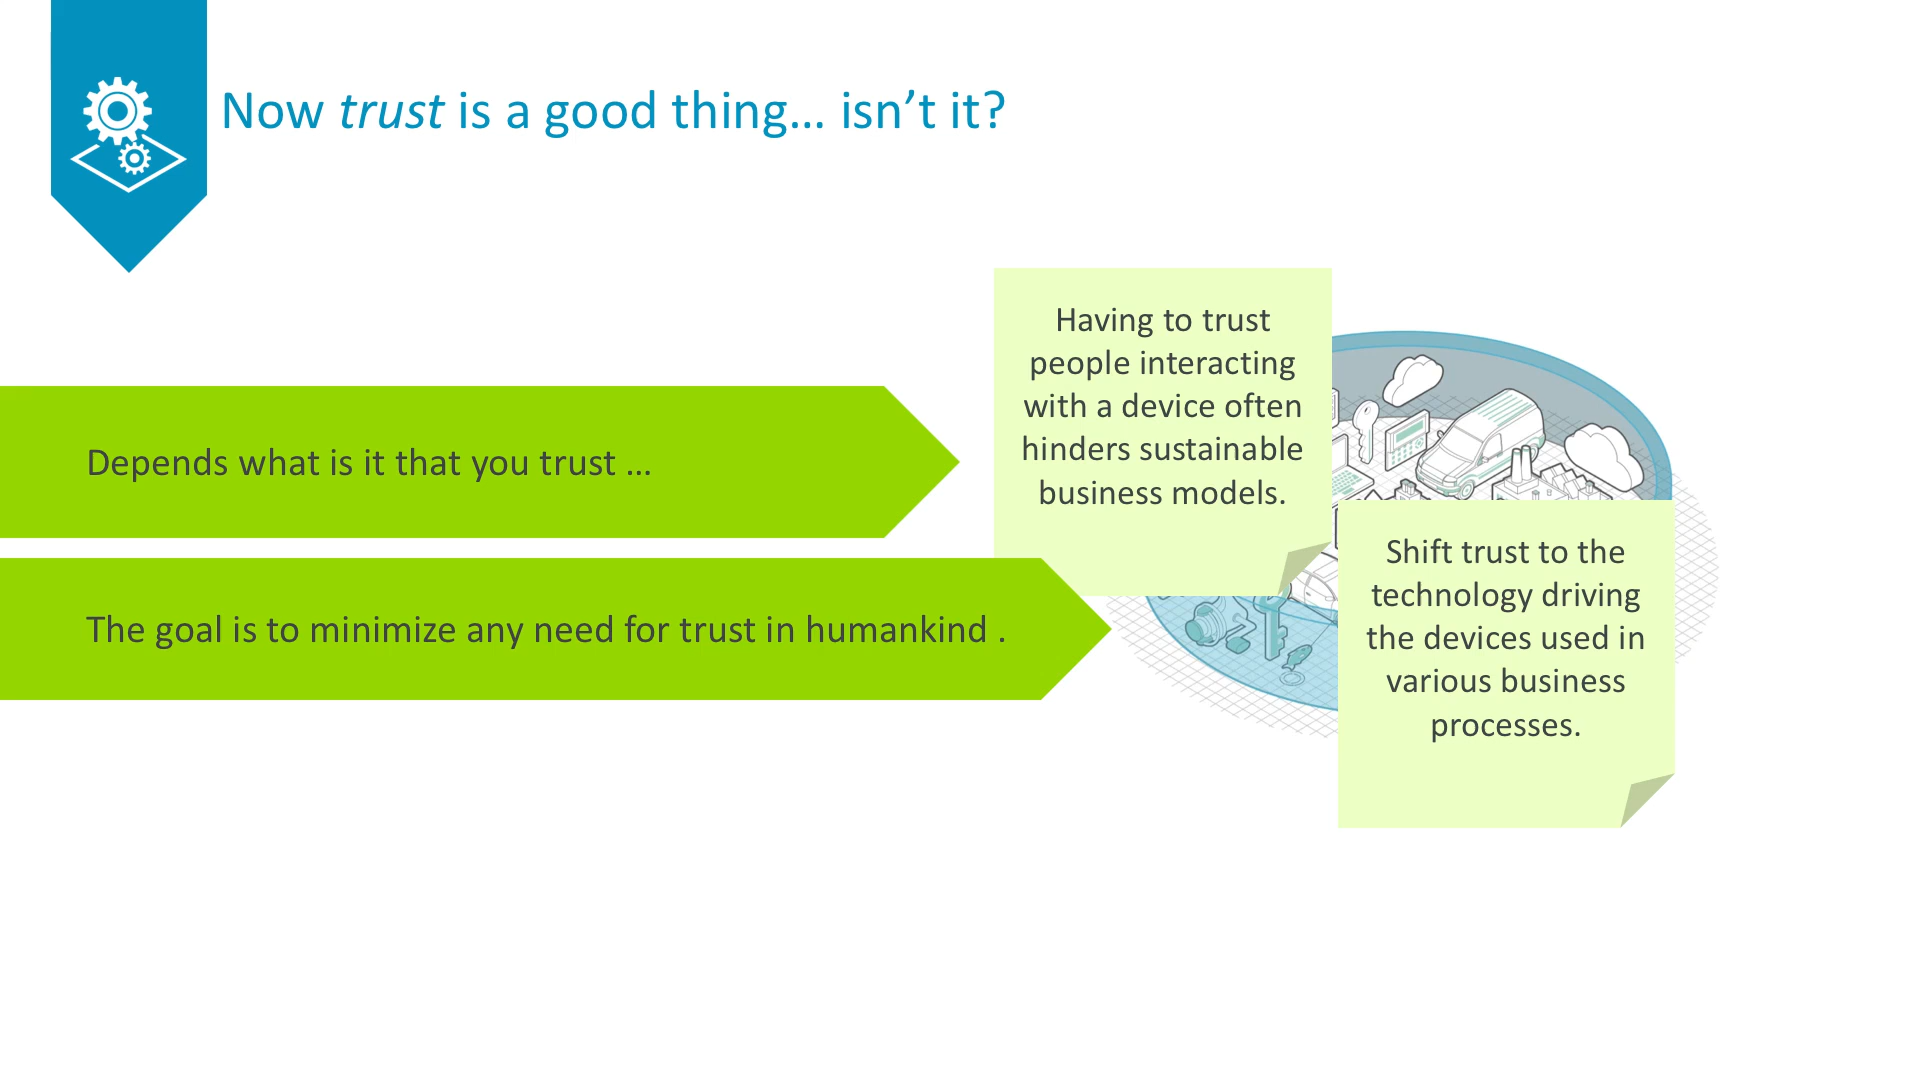 Now trust is a good thing… isn’t it?
Depends what is it that you trust …
The goal is to minimize any need for trust in humankind .
Having to trust
people interacting
with a device often
hinders sustainable
business models.
Shift trust to the
technology driving
the devices used in
various business
processes.